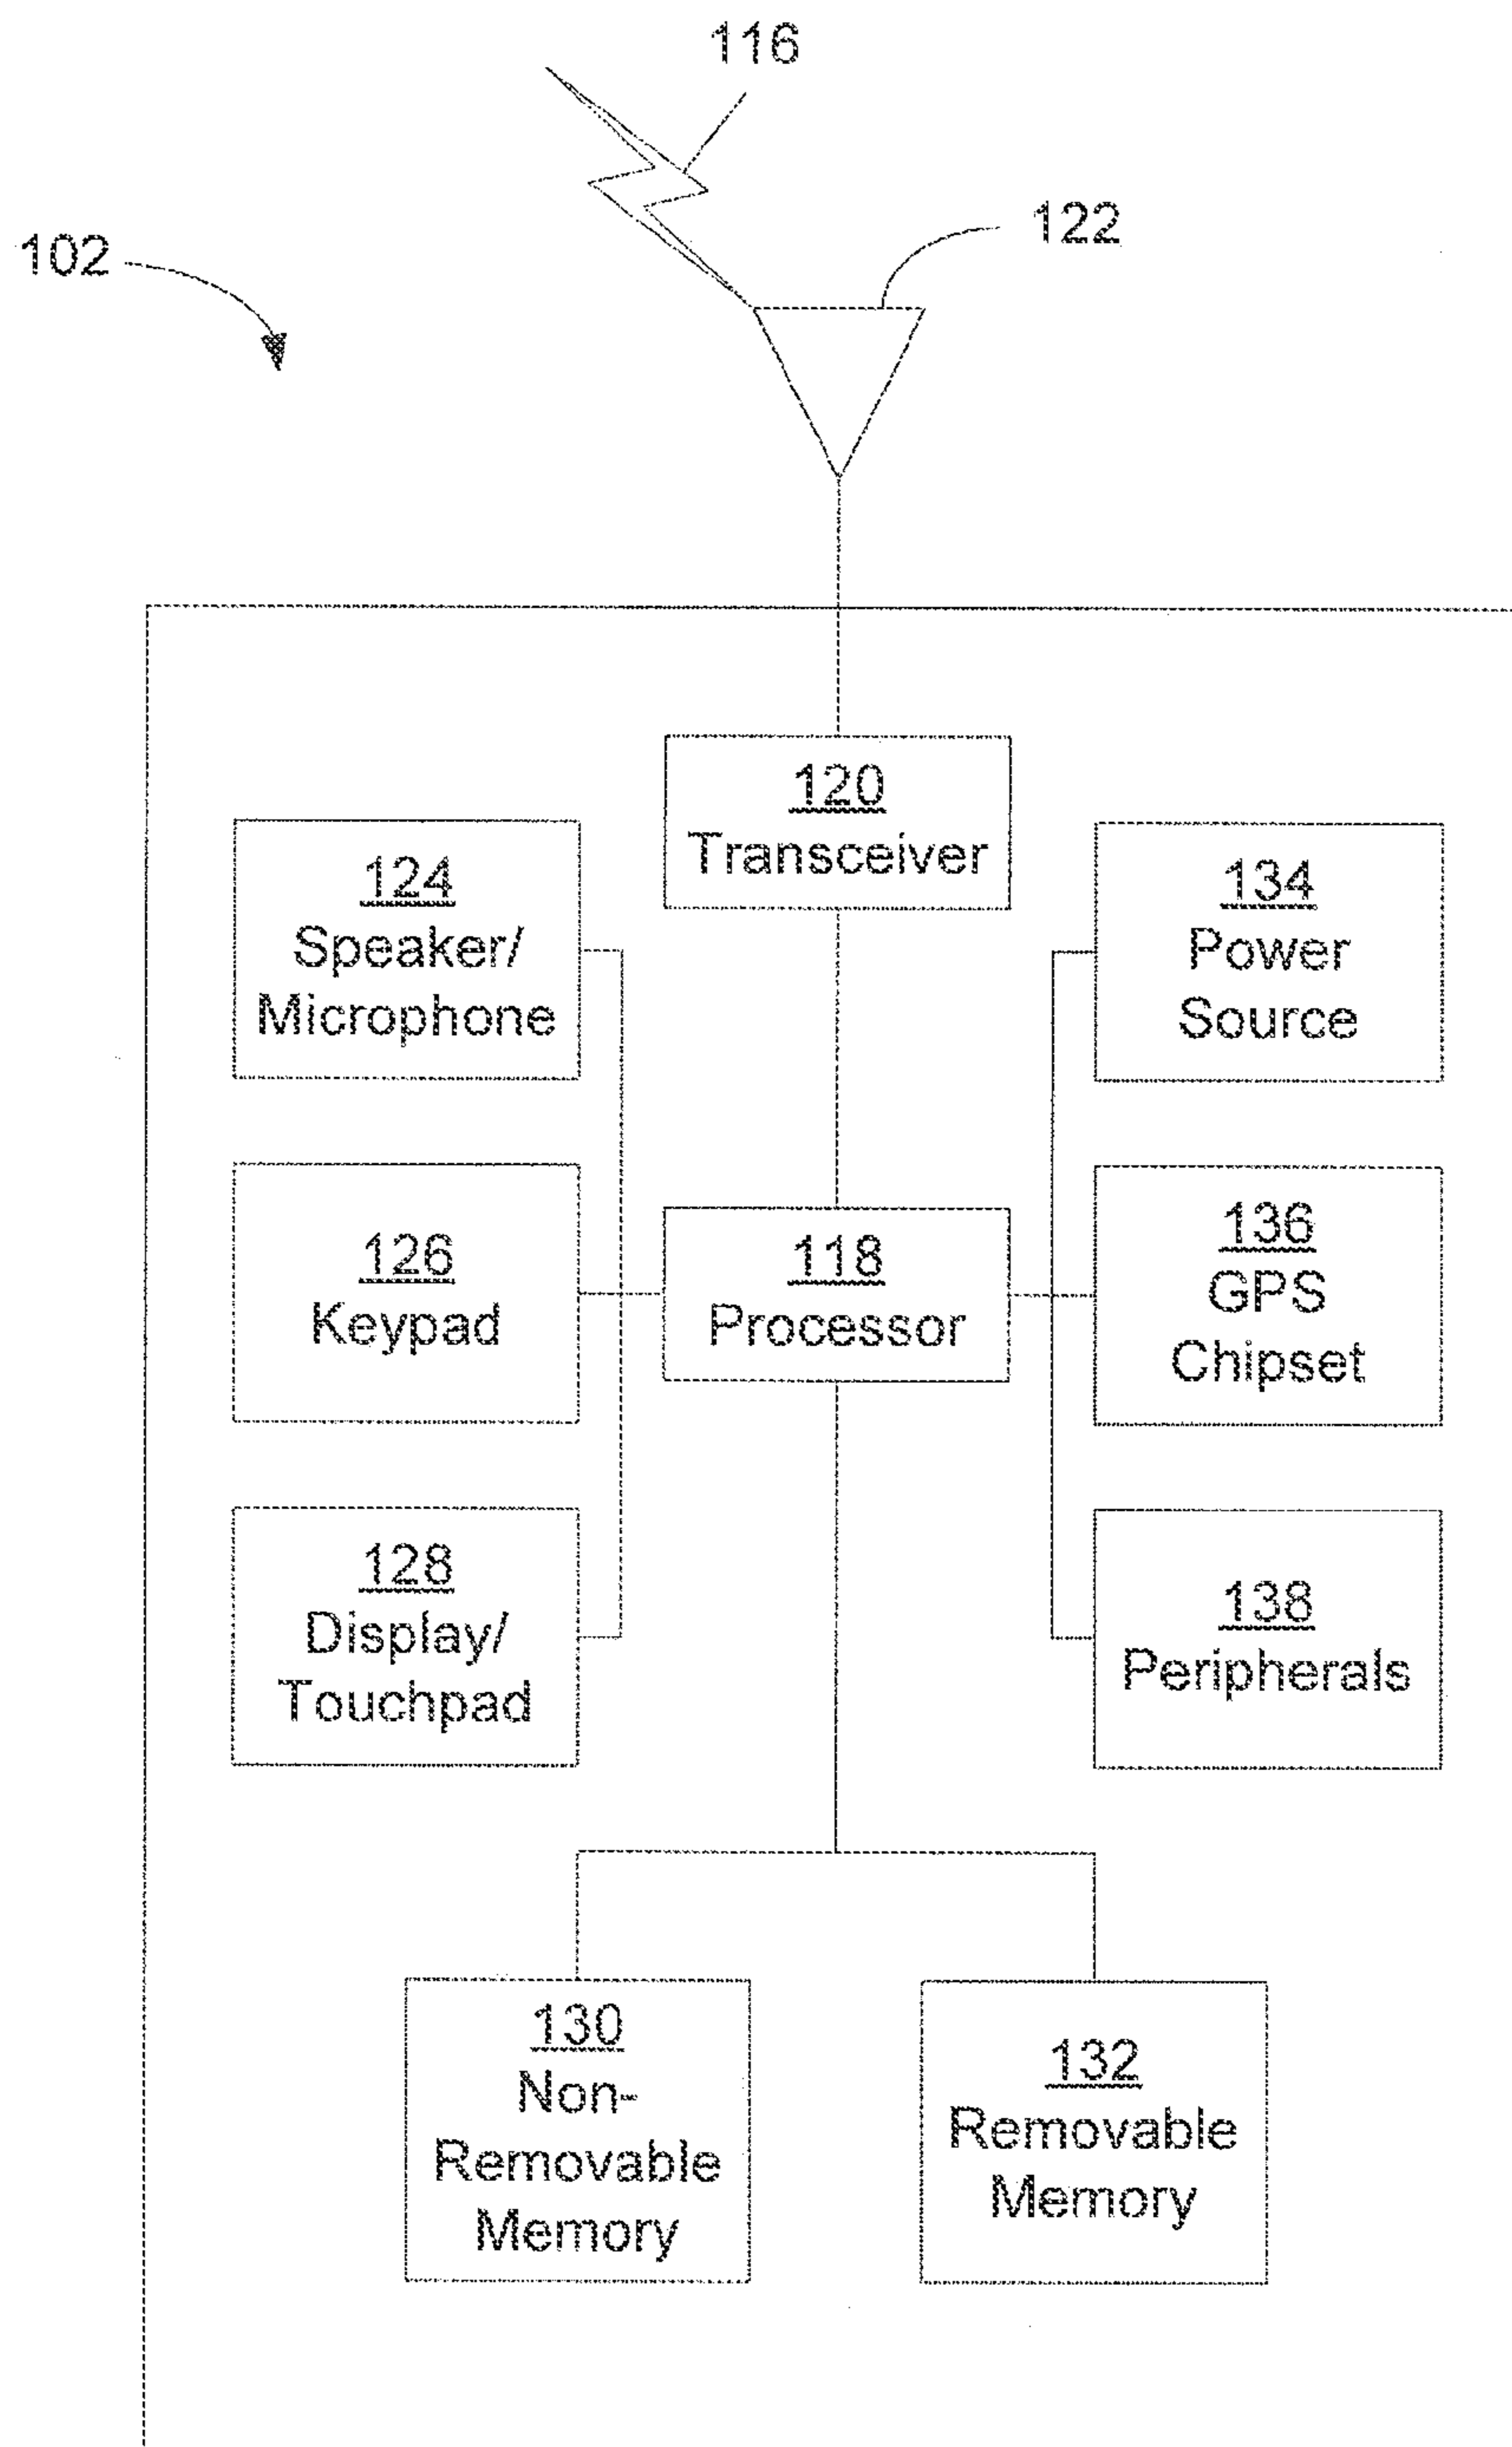 116
122
102
120
Transceiver
124
Speaker/
Microphone
134
Power
Source
126
Keypad
118
Processor
136
GPS
Chipset
128
Display/
Touchpad
138
Peripherals
130
Non-
Removable
Memory
132
Removable
Memory